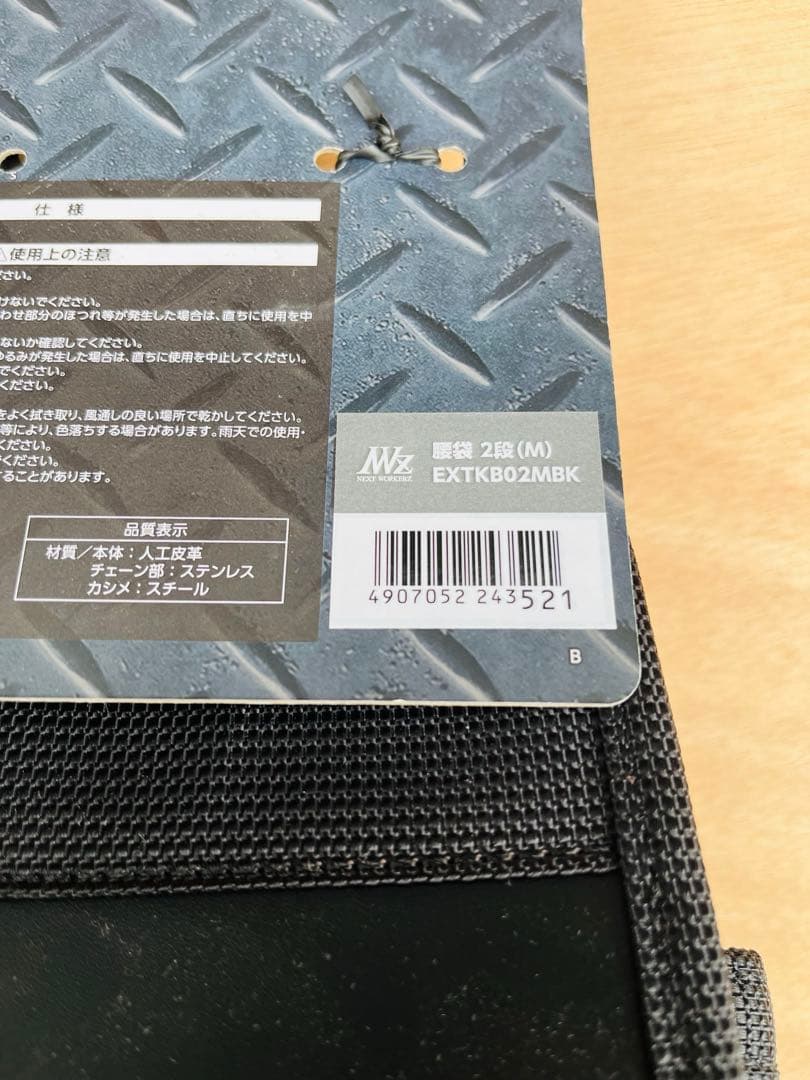 S
仕 様
⚠使用上の注意
ださい。
けないでください。
わせ部分のほつれ等が発生した場合は、直ちに使用を中
ないか確認してください。
ゆるみが発生した場合は、直ちに使用を中止してください。
でください。
ください。
をよく拭き取り、風通しの良い場所で乾かしてください。
等により、色落ちする場合があります。雨天での使用・
ください。
ください。
することがあります。
品質表示
材質／本体：人工皮革
チェーン部：ステンレス
カシメ：スチール
NWZ
NEXT WORKERZ
腰袋 2段(M)
EXTKB02MBK
4907052 243521
B